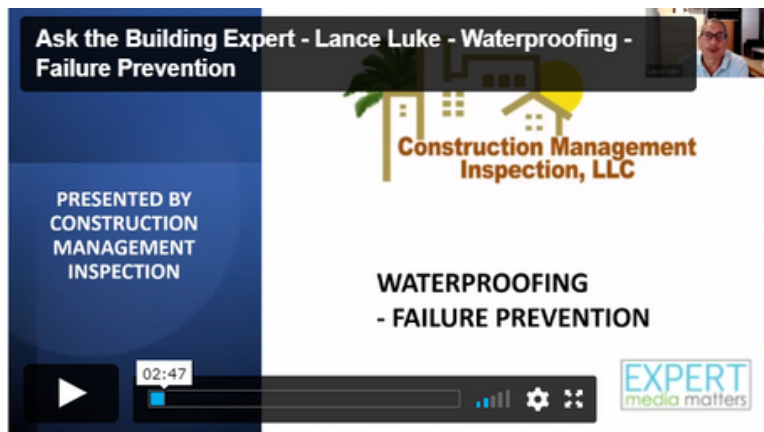 Ask the Building Expert - Lance Luke - Waterproofing -
Failure Prevention
Construction Management
Inspection, LLC
PRESENTED BY
CONSTRUCTION
MANAGEMENT
INSPECTION
WATERPROOFING
- FAILURE PREVENTION
02:47
EXPERT
media matters